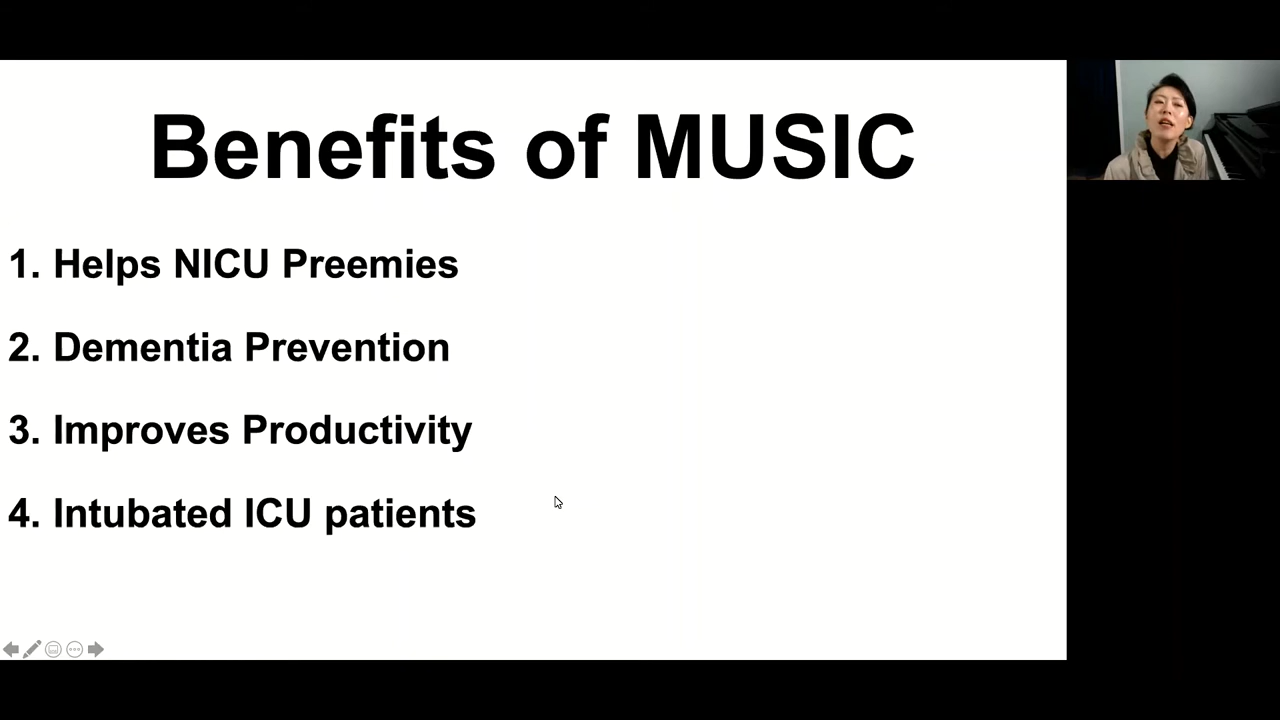 Benefits of MUSIC
1. Helps NICU Preemies
2. Dementia Prevention
3. Improves Productivity
4. Intubated ICU patients